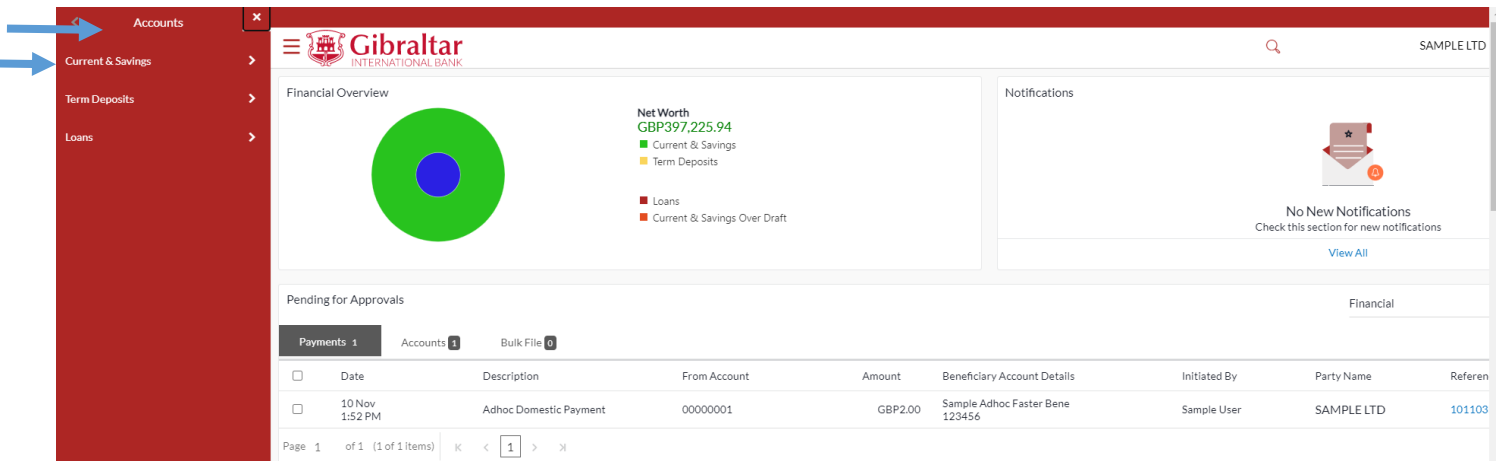 Accounts
Current & Savings
Term Deposits
Loans
Gibraltar
INTERNATIONAL BANK
SAMPLE LTD
Financial Overview
Net Worth
GBP397,225.94
Current & Savings
Term Deposits
Loans
Current & Savings Over Draft
Notifications
No New Notifications
Check this section for new notifications
View All
Pending for Approvals
Financial
Payments 1 Accounts 1 Bulk File 0
Date Description From Account Amount Beneficiary Account Details Initiated By Party Name Referen
10 Nov
1:52 PM
Adhoc Domestic Payment 00000001 GBP2.00
Sample Adhoc Faster Bene
123456
Sample User SAMPLE LTD 101103
Page 1 of 1 (1 of 1 items) 1